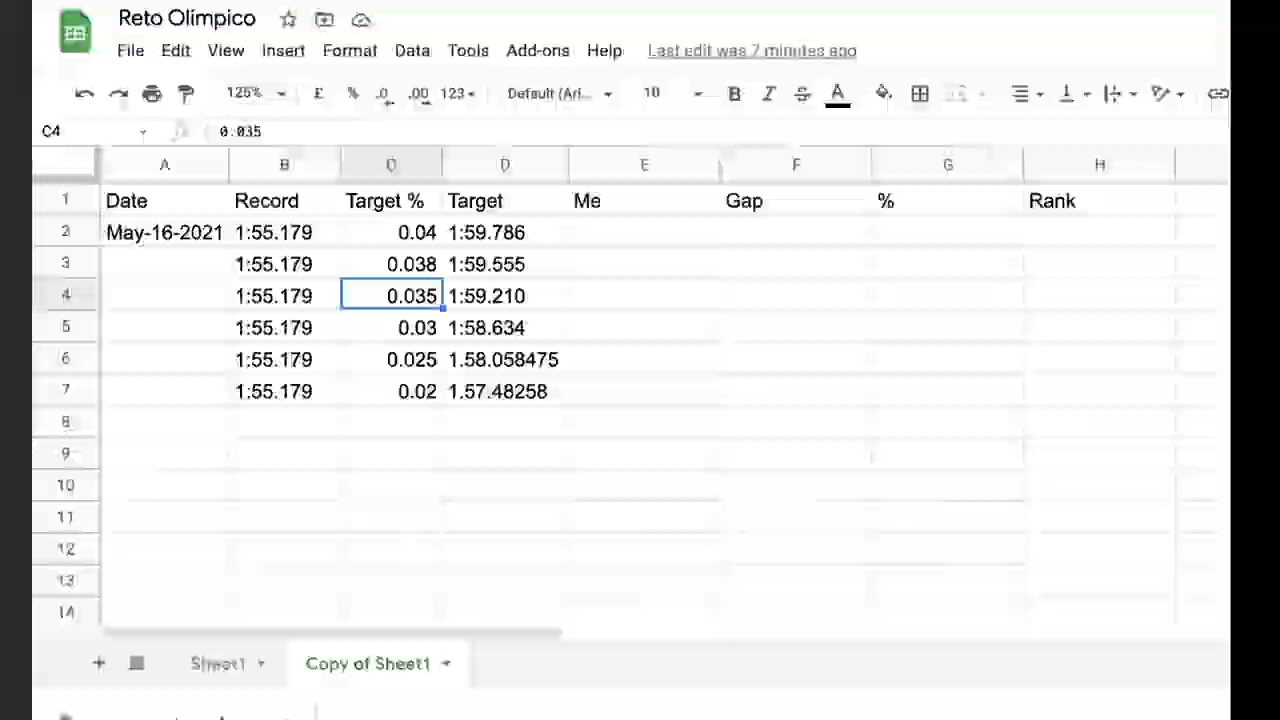 Reto Olímpico
File Edit View Insert Format Data Tools Add-ons Help Last edit was 7 minutes ago
125% £ % .0 .00 123 Default (Ari... 10 B I S A
C4 fx 0.035
A B C D E F G H
1 Date Record Target % Target Me Gap % Rank
2 May-16-2021 1:55.179 0.04 1:59.786
3 1:55.179 0.038 1:59.555
4 1:55.179 0.035 1:59.210
5 1:55.179 0.03 1:58.634
6 1:55.179 0.025 1.58.058475
7 1:55.179 0.02 1.57.48258
8
9
10
11
12
13
14
+ Sheet1 Copy of Sheet1